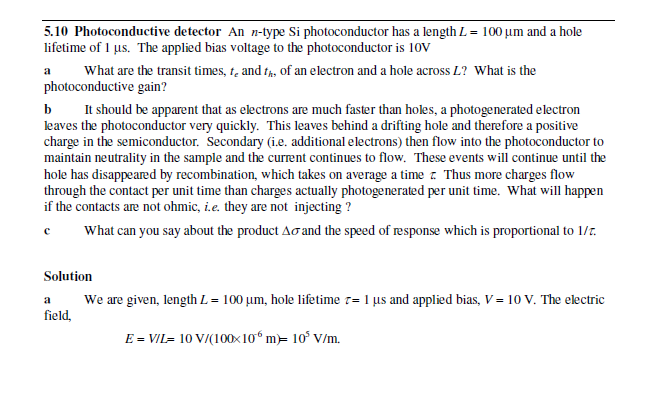 5.10 Photoconductive detector An n-type Si photoconductor has a length L = 100 μm and a hole
lifetime of 1 μs. The applied bias voltage to the photoconductor is 10V
a What are the transit times, tₑ and tₕ, of an electron and a hole across L? What is the
photoconductive gain?
b It should be apparent that as electrons are much faster than holes, a photogenerated electron
leaves the photoconductor very quickly. This leaves behind a drifting hole and therefore a positive
charge in the semiconductor. Secondary (i.e. additional electrons) then flow into the photoconductor to
maintain neutrality in the sample and the current continues to flow. These events will continue until the
hole has disappeared by recombination, which takes on average a time τ. Thus more charges flow
through the contact per unit time than charges actually photogenerated per unit time. What will happen
if the contacts are not ohmic, i.e. they are not injecting ?
c What can you say about the product Δσ and the speed of response which is proportional to 1/τ.
Solution
a We are given, length L = 100 μm, hole lifetime τ = 1 μs and applied bias, V = 10 V. The electric
field,
E = V/L= 10 V/(100×10⁻⁶ m)= 10⁵ V/m.